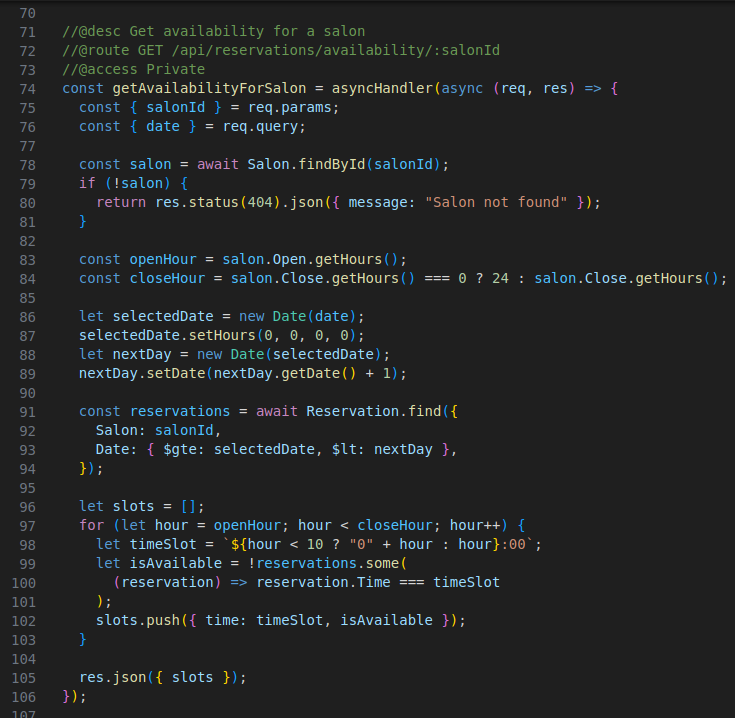 70
71 //@desc Get availability for a salon
72 //@route GET /api/reservations/availability/:salonId
73 //@access Private
74 const getAvailabilityForSalon = asyncHandler(async (req, res) => {
75   const { salonId } = req.params;
76   const { date } = req.query;
77
78   const salon = await Salon.findById(salonId);
79   if (!salon) {
80     return res.status(404).json({ message: "Salon not found" });
81   }
82
83   const openHour = salon.Open.getHours();
84   const closeHour = salon.Close.getHours() === 0 ? 24 : salon.Close.getHours();
85
86   let selectedDate = new Date(date);
87   selectedDate.setHours(0, 0, 0, 0);
88   let nextDay = new Date(selectedDate);
89   nextDay.setDate(nextDay.getDate() + 1);
90
91   const reservations = await Reservation.find({
92     Salon: salonId,
93     Date: { $gte: selectedDate, $lt: nextDay },
94   });
95
96   let slots = [];
97   for (let hour = openHour; hour < closeHour; hour++) {
98     let timeSlot = `${hour < 10 ? "0" + hour : hour}:00`;
99     let isAvailable = !reservations.some(
100       (reservation) => reservation.Time === timeSlot
101     );
102     slots.push({ time: timeSlot, isAvailable });
103   }
104
105   res.json({ slots });
106 });
107